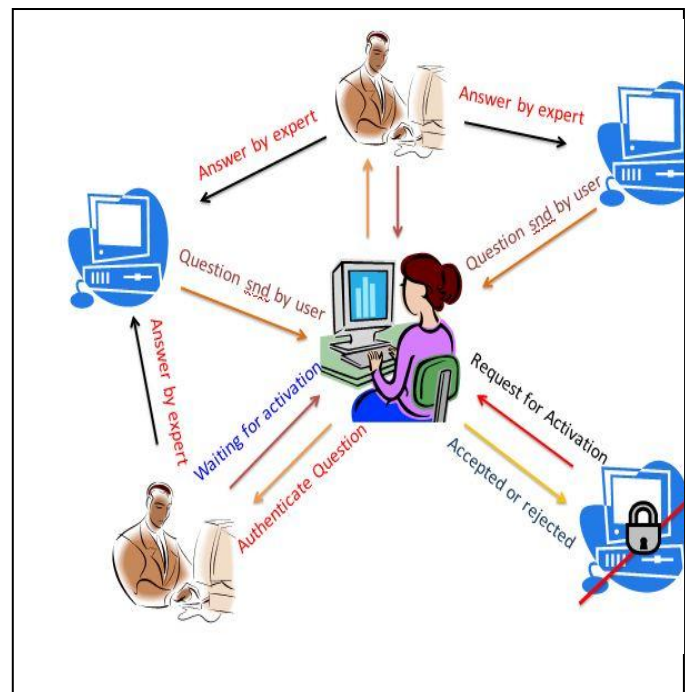 Answer by expert
Answer by expert
Question snd by user
Question snd by user
Answer by expert
Waiting for activation
Authenticate Question
Request for Activation
Accepted or rejected